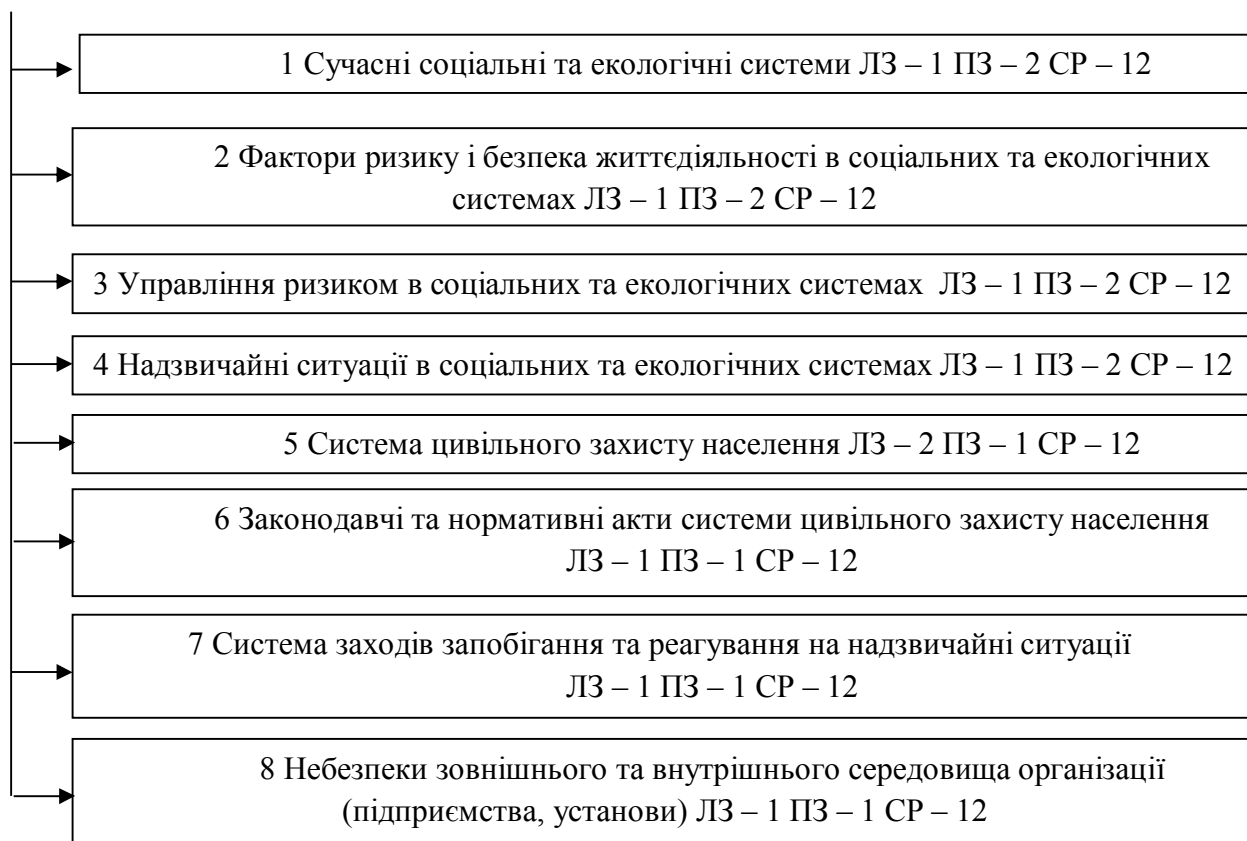 1 Сучасні соціальні та екологічні системи ЛЗ – 1 ПЗ – 2 СР – 12
2 Фактори ризику і безпека життєдіяльності в соціальних та екологічних
системах ЛЗ – 1 ПЗ – 2 СР – 12
3 Управління ризиком в соціальних та екологічних системах ЛЗ – 1 ПЗ – 2 СР – 12
4 Надзвичайні ситуації в соціальних та екологічних системах ЛЗ – 1 ПЗ – 2 СР – 12
5 Система цивільного захисту населення ЛЗ – 2 ПЗ – 1 СР – 12
6 Законодавчі та нормативні акти системи цивільного захисту населення
ЛЗ – 1 ПЗ – 1 СР – 12
7 Система заходів запобігання та реагування на надзвичайні ситуації
ЛЗ – 1 ПЗ – 1 СР – 12
8 Небезпеки зовнішнього та внутрішнього середовища організації
(підприємства, установи) ЛЗ – 1 ПЗ – 1 СР – 12